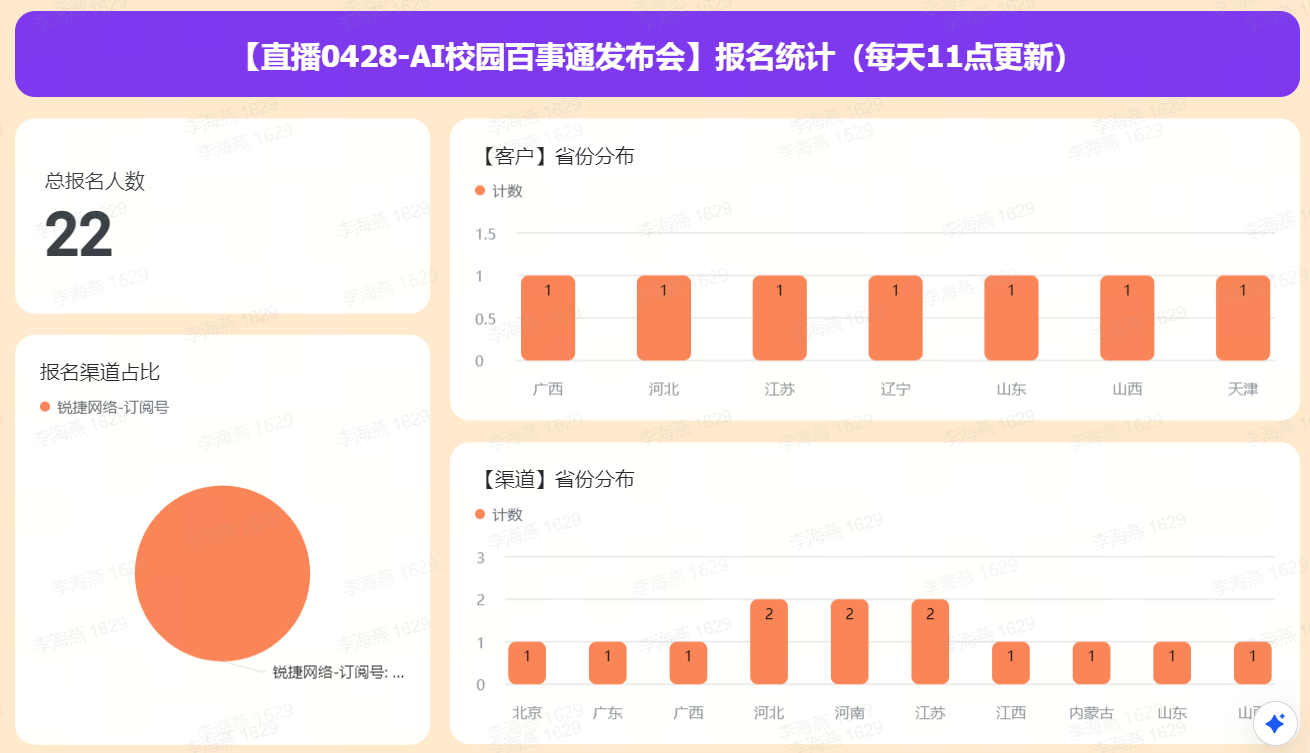 【直播0428-AI校园百事通发布会】报名统计（每天11点更新）
总报名人数
22
报名渠道占比
锐捷网络-订阅号
锐捷网络-订阅号: ...
【客户】省份分布
计数
1.5
1
0.5
0
1 1 1 1 1 1 1
广西 河北 江苏 辽宁 山东 山西 天津
【渠道】省份分布
计数
3
2
1
0
1 1 1 2 2 2 1 1 1 1
北京 广东 广西 河北 河南 江苏 江西 内蒙古 山东 山
李海燕 1629